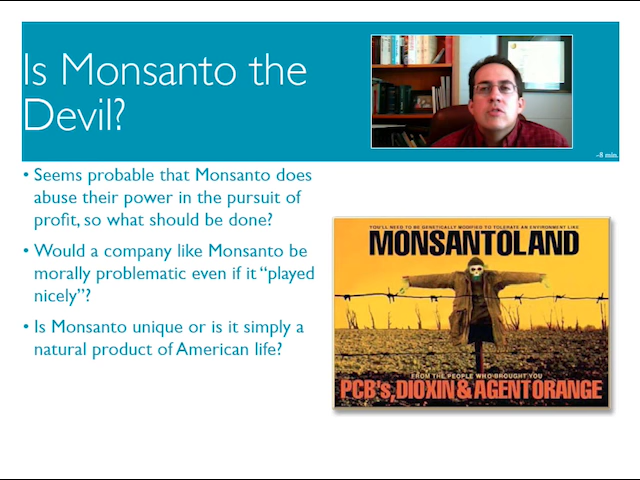 Is Monsanto the
Devil?
~8 min.
• Seems probable that Monsanto does
abuse their power in the pursuit of
profit, so what should be done?
• Would a company like Monsanto be
morally problematic even if it “played
nicely”?
• Is Monsanto unique or is it simply a
natural product of American life?
YOU'LL NEED TO BE GENETICALLY MODIFIED TO TOLERATE AN ENVIRONMENT LIKE
MONSANTOLAND
FROM THE PEOPLE WHO BROUGHT YOU
PCB's, DIOXIN & AGENT ORANGE